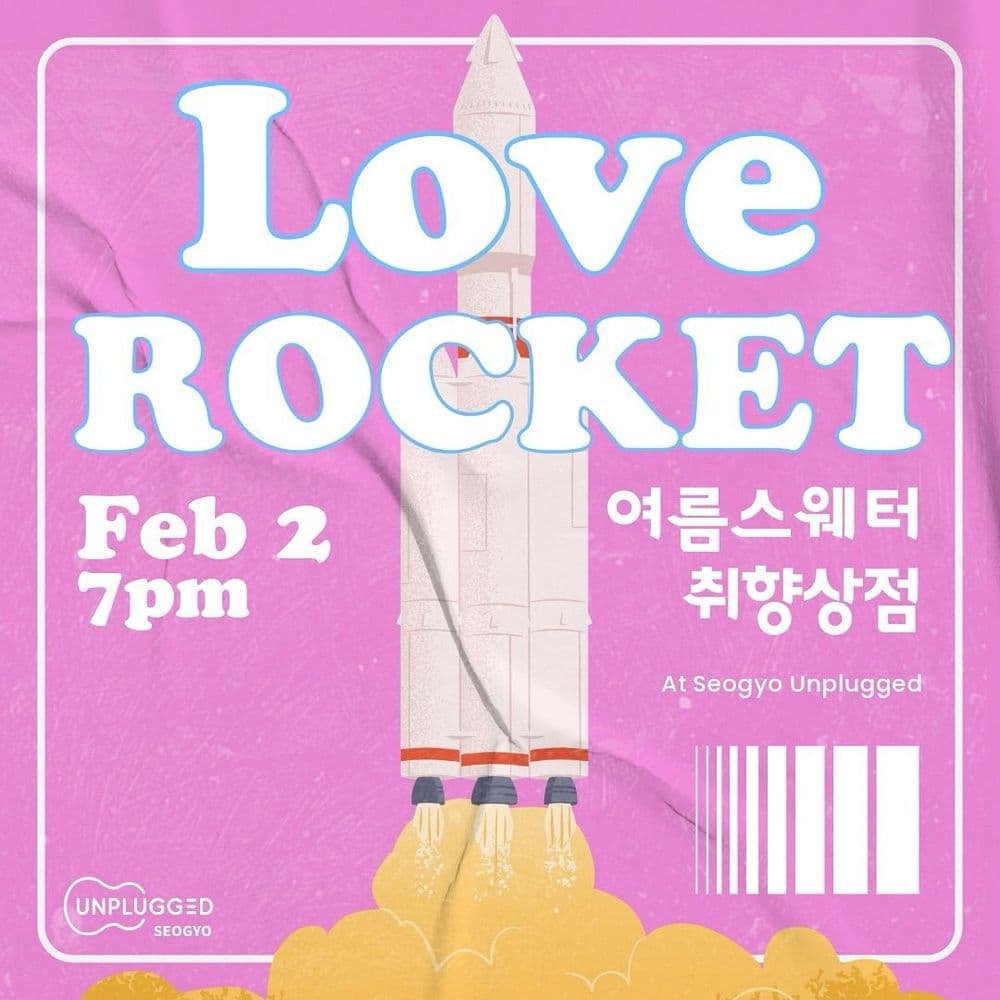 Love
ROCKET
Feb 2
7pm
여름스웨터
취향상점
At Seogyo Unplugged
UNPLUGGED
SEOGYO